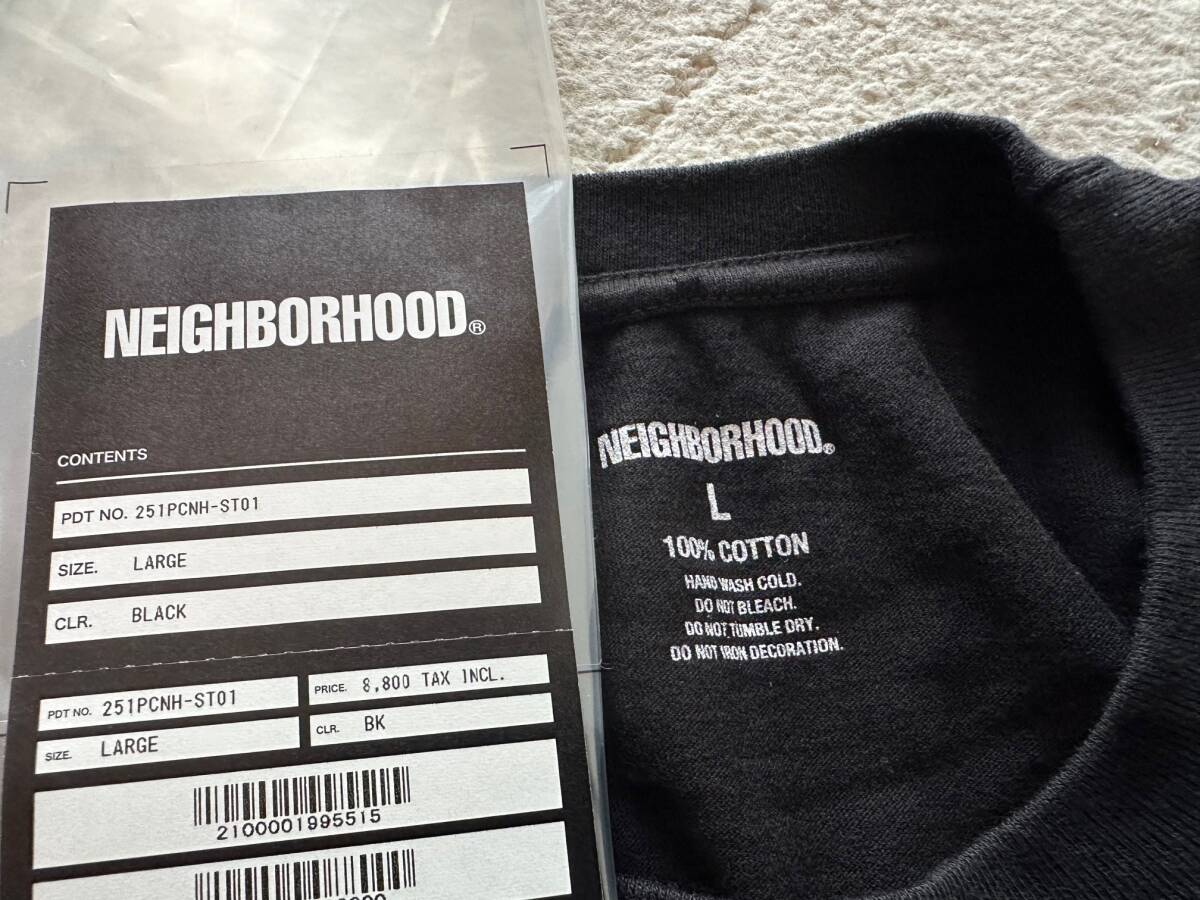 NEIGHBORHOOD®
CONTENTS
PDT NO. 251PCNH-ST01
SIZE. LARGE
CLR. BLACK
PDT NO. 251PCNH-ST01
PRICE. 8,800 TAX INCL.
SIZE. LARGE
CLR. BK
2100001995515
NEIGHBORHOOD®
L
100% COTTON
HAND WASH COLD.
DO NOT BLEACH.
DO NOT TUMBLE DRY.
DO NOT IRON DECORATION.